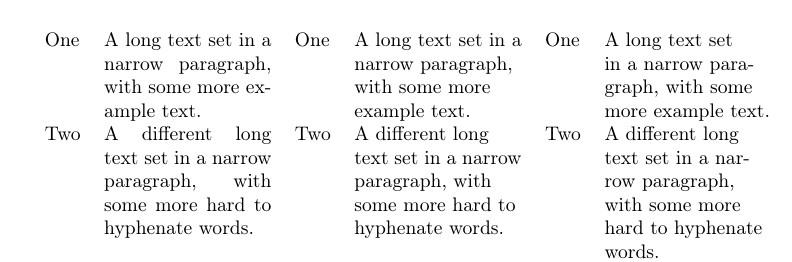 One A long text set in a
narrow paragraph,
with some more ex-
ample text.
Two A different long
text set in a narrow
paragraph, with
some more hard to
hyphenate words.
One A long text set in a
narrow paragraph,
with some more
example text.
Two A different long
text set in a narrow
paragraph, with
some more hard to
hyphenate words.
One A long text set
in a narrow para-
graph, with some
more example text.
Two A different long
text set in a nar-
row paragraph,
with some more
hard to hyphenate
words.